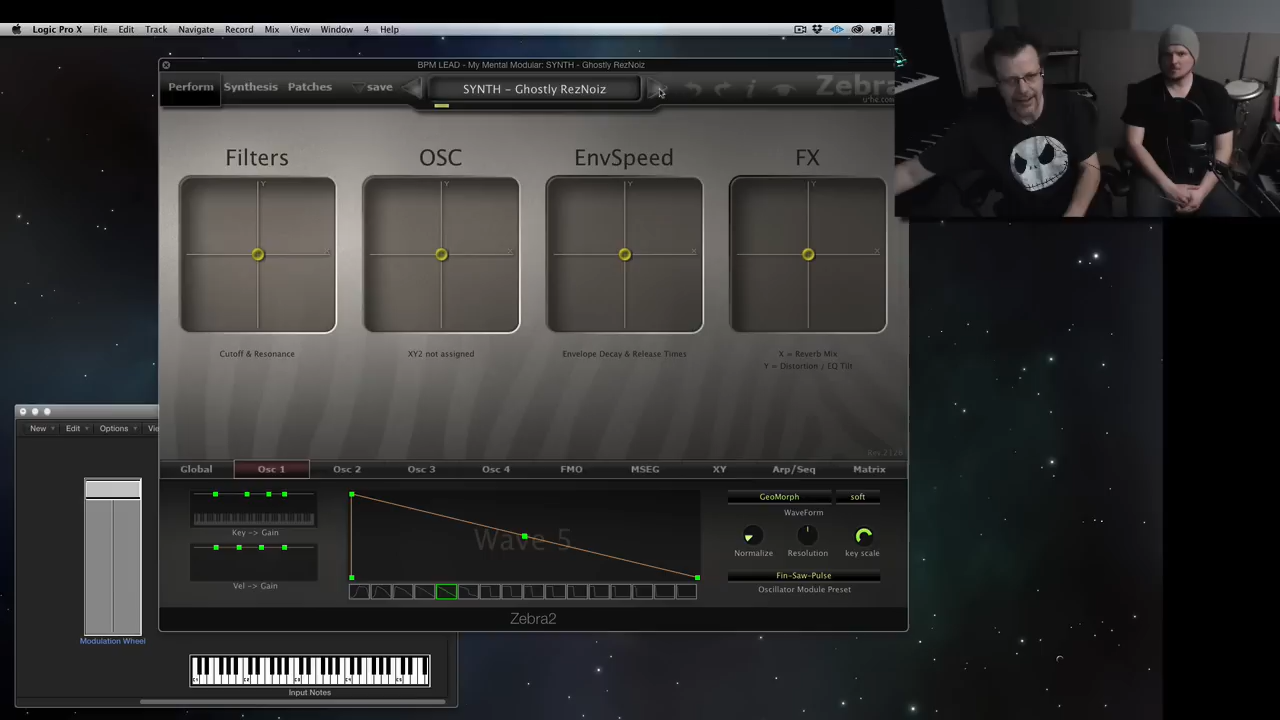 Logic Pro X File Edit Track Navigate Record Mix View Window 4 Help
BPM LEAD - My Mental Modular: SYNTH - Ghostly RezNoiz
Perform Synthesis Patches save SYNTH - Ghostly RezNoiz Zebra
u-he.com
Filters OSC EnvSpeed FX
Y Y Y Y
X X X X
Cutoff & Resonance XY2 not assigned Envelope Decay & Release Times X = Reverb Mix
Y = Distortion / EQ Tilt
New Edit Options
Global Osc 1 Osc 2 Osc 3 Osc 4 FMO MSEG XY Arp/Seq Matrix
GeoMorph soft
WaveForm
Key -> Gain
Wave 5
Normalize Resolution key scale
Fin-Saw-Pulse
Vel -> Gain
Oscillator Module Preset
Zebra2
Modulation Wheel
Input Notes